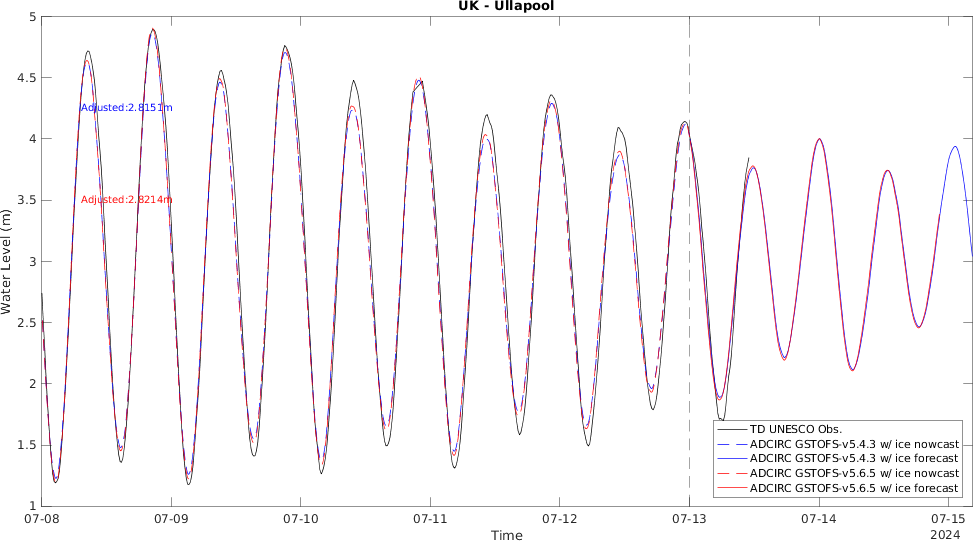 UK - Ullapool
5
4.5
4
3.5
3
2.5
2
1.5
1
Water Level (m)
Adjusted:2.8151m
Adjusted:2.8214m
TD UNESCO Obs.
ADCIRC GSTOFS-v5.4.3 w/ ice nowcast
ADCIRC GSTOFS-v5.4.3 w/ ice forecast
ADCIRC GSTOFS-v5.6.5 w/ ice nowcast
ADCIRC GSTOFS-v5.6.5 w/ ice forecast
07-08 07-09 07-10 07-11 07-12 07-13 07-14 07-15
2024
Time